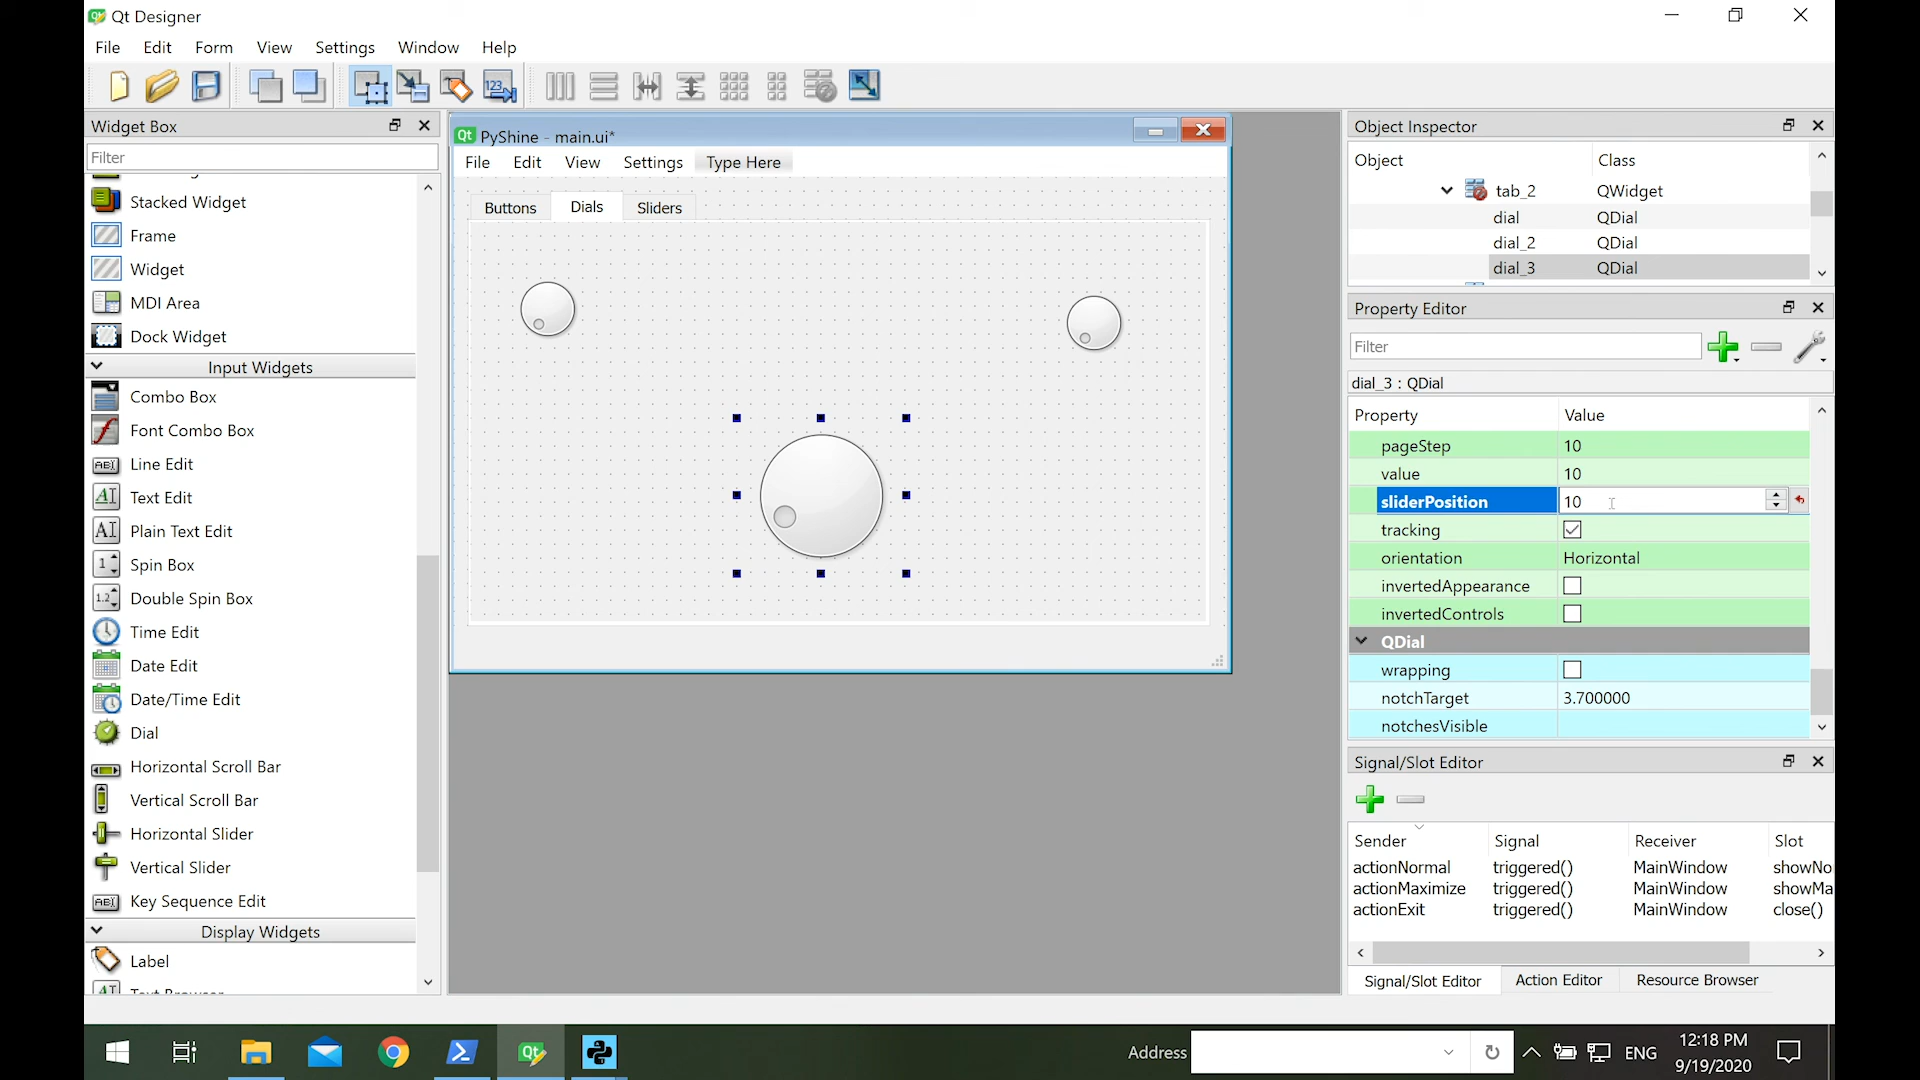 Qt Designer
File Edit Form View Settings Window Help
Widget Box
Filter
Stacked Widget
Frame
Widget
MDI Area
Dock Widget
Input Widgets
Combo Box
Font Combo Box
Line Edit
Text Edit
Plain Text Edit
Spin Box
Double Spin Box
Time Edit
Date Edit
Date/Time Edit
Dial
Horizontal Scroll Bar
Vertical Scroll Bar
Horizontal Slider
Vertical Slider
Key Sequence Edit
Display Widgets
Label
PyShine - main.ui*
File Edit View Settings Type Here
Buttons Dials Sliders
Object Inspector
Object Class
tab_2 QWidget
dial QDial
dial_2 QDial
dial_3 QDial
Property Editor
Filter
dial_3 : QDial
Property Value
pageStep 10
value 10
sliderPosition 10
tracking
orientation Horizontal
invertedAppearance
invertedControls
QDial
wrapping
notchTarget 3.700000
notchesVisible
Signal/Slot Editor
Sender Signal Receiver Slot
actionNormal triggered() MainWindow showNo
actionMaximize triggered() MainWindow showMa
actionExit triggered() MainWindow close()
Signal/Slot Editor Action Editor Resource Browser
Address
ENG
12:18 PM
9/19/2020